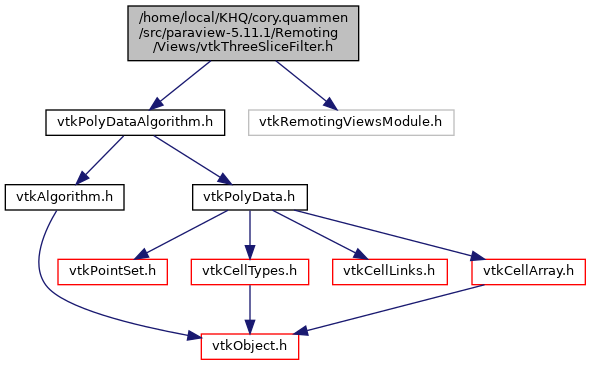 /home/local/KHQ/cory.quammen
/src/paraview-5.11.1/Remoting
/Views/vtkThreeSliceFilter.h
vtkPolyDataAlgorithm.h
vtkRemotingViewsModule.h
vtkAlgorithm.h
vtkPolyData.h
vtkPointSet.h
vtkCellTypes.h
vtkCellLinks.h
vtkCellArray.h
vtkObject.h